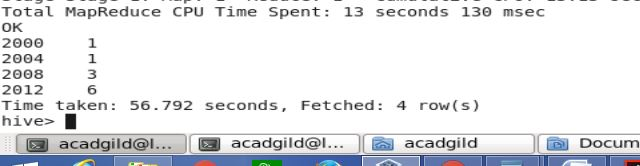 Total MapReduce CPU Time Spent: 13 seconds 130 msec
OK
2000 1
2004 1
2008 3
2012 6
Time taken: 56.792 seconds, Fetched: 4 row(s)
hive>
acadgild@l... acadgild@l... acadgild Docum